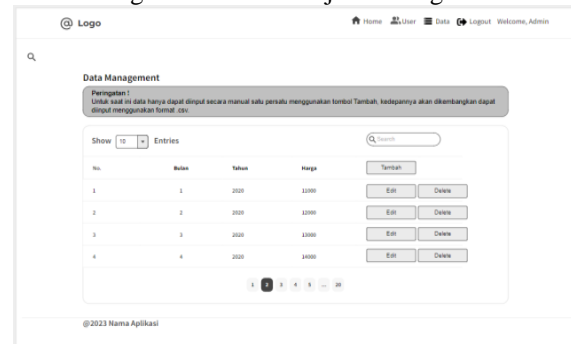 @ Logo
Home User Data Logout Welcome, Admin
Data Management
Peringatan !
Untuk saat ini data hanya dapat diinput secara manual satu persatu menggunakan tombol Tambah, kedepannya akan dikembangkan dapat
diinput menggunakan format .csv.
Show 10 Entries
Search
No. Bulan Tahun Harga Tambah
1 1 2020 11000 Edit Delete
2 2 2020 12000 Edit Delete
3 3 2020 13000 Edit Delete
4 4 2020 14000 Edit Delete
1 2 3 4 5 ... 20
@2023 Nama Aplikasi